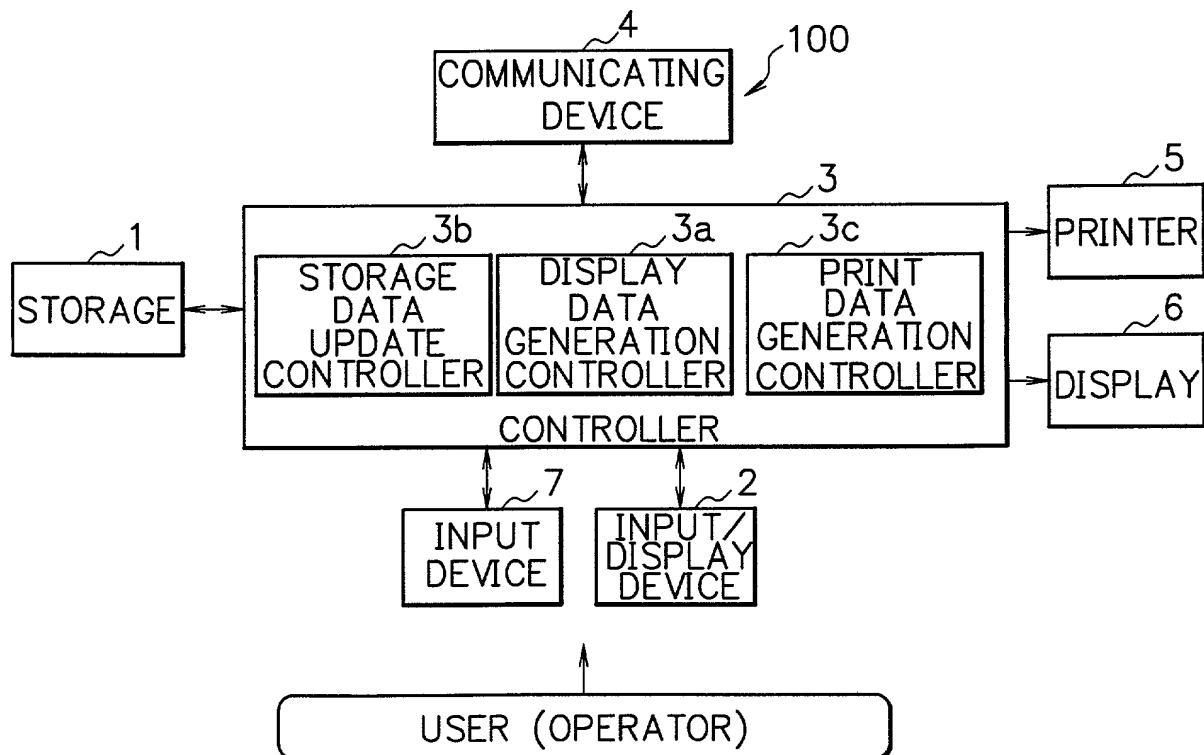 4
100
COMMUNICATING
DEVICE
3
5
PRINTER
1
STORAGE
3b
STORAGE
DATA
UPDATE
CONTROLLER
3a
DISPLAY
DATA
GENERATION
CONTROLLER
3c
PRINT
DATA
GENERATION
CONTROLLER
6
DISPLAY
CONTROLLER
7
INPUT
DEVICE
2
INPUT/
DISPLAY
DEVICE
USER (OPERATOR)